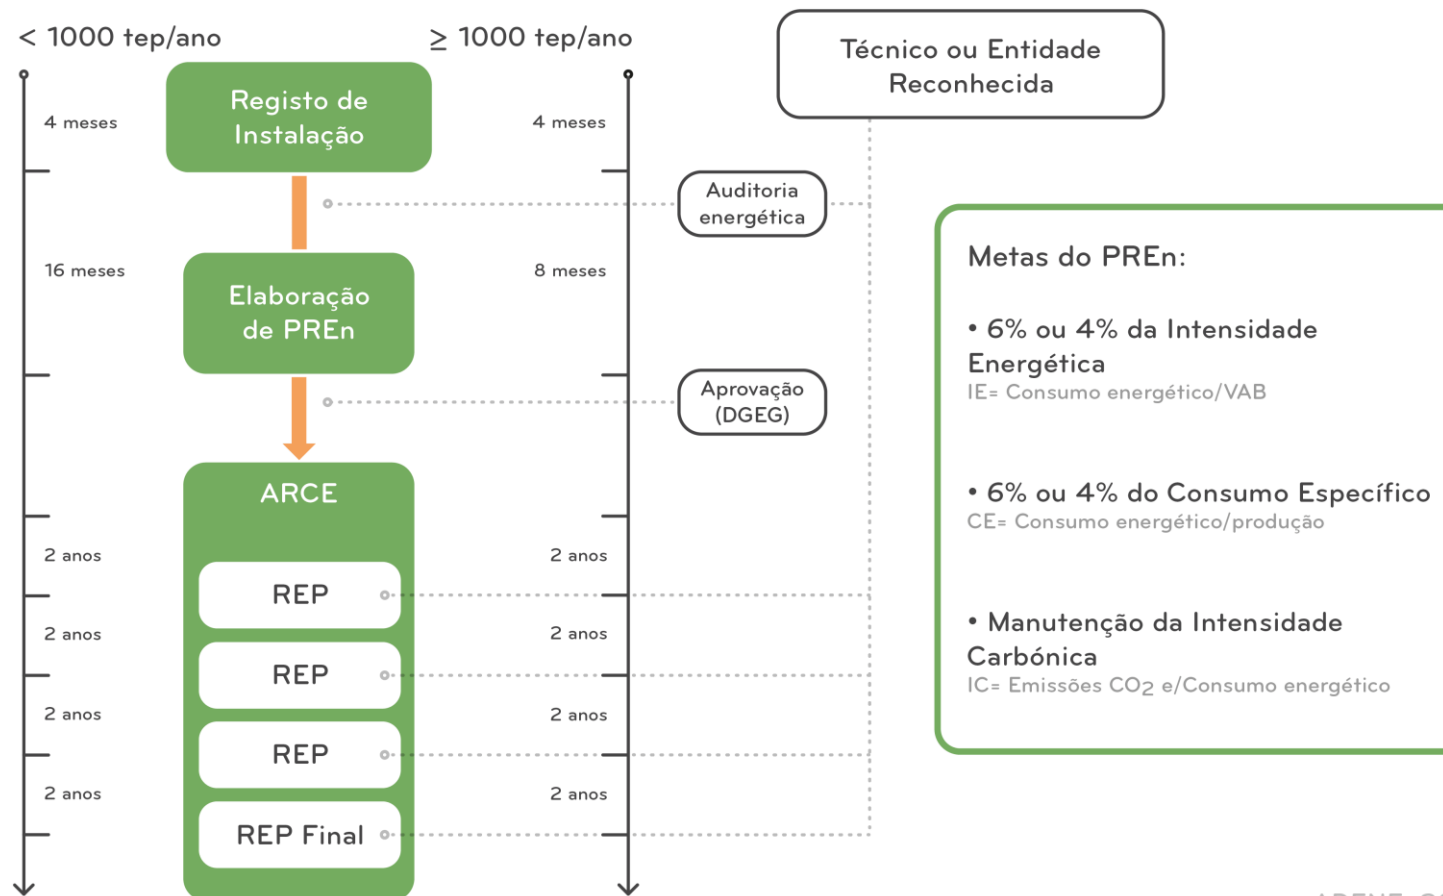 < 1000 tep/ano
≥ 1000 tep/ano
Técnico ou Entidade
Reconhecida
Registo de
Instalação
4 meses
4 meses
Auditoria
energética
16 meses
8 meses
Elaboração
de PREn
Aprovação
(DGEG)
ARCE
2 anos
2 anos
REP
2 anos
2 anos
REP
2 anos
2 anos
REP
2 anos
2 anos
REP Final
Metas do PREn:
• 6% ou 4% da Intensidade
Energética
IE= Consumo energético/VAB
• 6% ou 4% do Consumo Específico
CE= Consumo energético/produção
• Manutenção da Intensidade
Carbónica
IC= Emissões CO2 e/Consumo energético